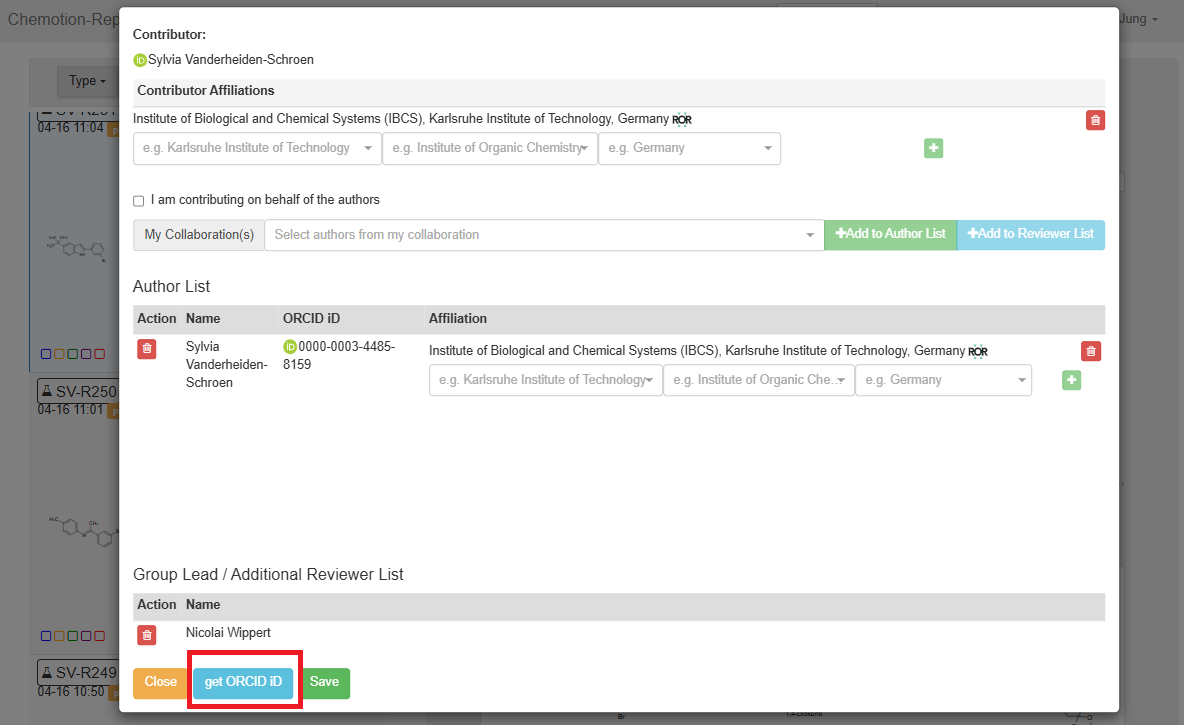 Chemotion-Rep
Jung
Type
04-16 11:04
SV-R250
04-16 11:01
SV-R249
04-16 10:50
Contributor:
iD Sylvia Vanderheiden-Schroen
Contributor Affiliations
Institute of Biological and Chemical Systems (IBCS), Karlsruhe Institute of Technology, Germany ROR
e.g. Karlsruhe Institute of Technology e.g. Institute of Organic Chemistry e.g. Germany
I am contributing on behalf of the authors
My Collaboration(s) Select authors from my collaboration +Add to Author List +Add to Reviewer List
Author List
Action Name ORCID iD Affiliation
Sylvia Vanderheiden-Schroen
iD 0000-0003-4485-8159
Institute of Biological and Chemical Systems (IBCS), Karlsruhe Institute of Technology, Germany ROR
e.g. Karlsruhe Institute of Technology e.g. Institute of Organic Che... e.g. Germany
Group Lead / Additional Reviewer List
Action Name
Nicolai Wippert
Close get ORCID iD Save
Br
1,4-Dioxane